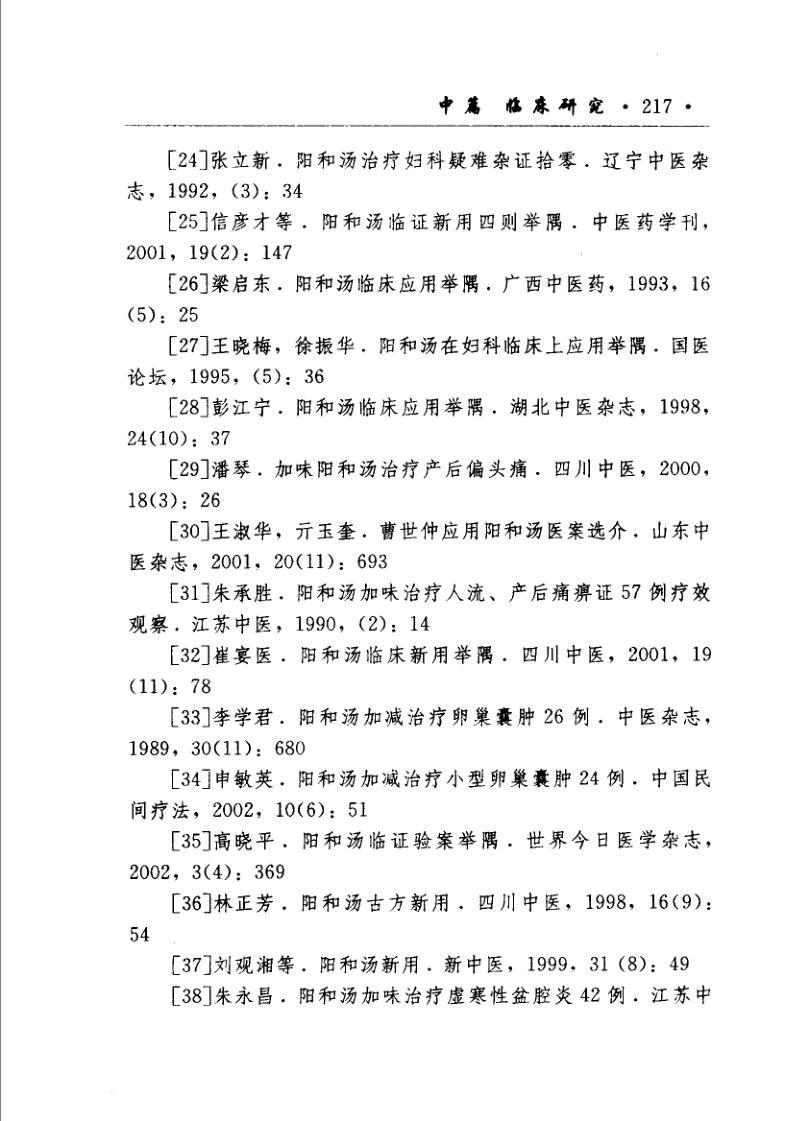 中篇 临床研究 · 217 ·
[24]张立新．阳和汤治疗妇科疑难杂证拾零．辽宁中医杂
志，1992，(3)：34
[25]信彦才等．阳和汤临证新用四则举隅．中医药学刊，
2001，19(2)：147
[26]梁启东．阳和汤临床应用举隅．广西中医药，1993，16
(5)：25
[27]王晓梅，徐振华．阳和汤在妇科临床上应用举隅．国医
论坛，1995，(5)：36
[28]彭江宁．阳和汤临床应用举隅．湖北中医杂志，1998，
24(10)：37
[29]潘琴．加味阳和汤治疗产后偏头痛．四川中医，2000，
18(3)：26
[30]王淑华，亓玉奎．曹世仲应用阳和汤医案选介．山东中
医杂志，2001，20(11)：693
[31]朱承胜．阳和汤加味治疗人流、产后痛痹证 57 例疗效
观察．江苏中医，1990，(2)：14
[32]崔宴医．阳和汤临床新用举隅．四川中医，2001，19
(11)：78
[33]李学君．阳和汤加减治疗卵巢囊肿 26 例．中医杂志，
1989，30(11)：680
[34]申敏英．阳和汤加减治疗小型卵巢囊肿 24 例．中国民
间疗法，2002，10(6)：51
[35]高晓平．阳和汤临证验案举隅．世界今日医学杂志，
2002，3(4)：369
[36]林正芳．阳和汤古方新用．四川中医，1998，16(9)：
54
[37]刘观湘等．阳和汤新用．新中医，1999，31 (8)：49
[38]朱永昌．阳和汤加味治疗虚寒性盆腔炎 42 例．江苏中